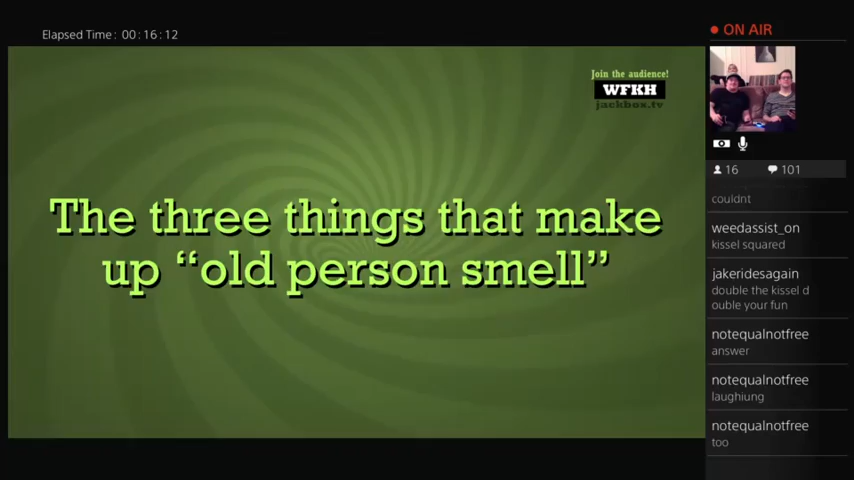 Elapsed Time: 00:16:12
ON AIR
Join the audience!
WFKH
jackbox.tv
16 101
The three things that make
up “old person smell”
couldnt
weedassist_on
kissel squared
jakeridesagain
double the kissel d
ouble your fun
notequalnotfree
answer
notequalnotfree
laughiung
notequalnotfree
too